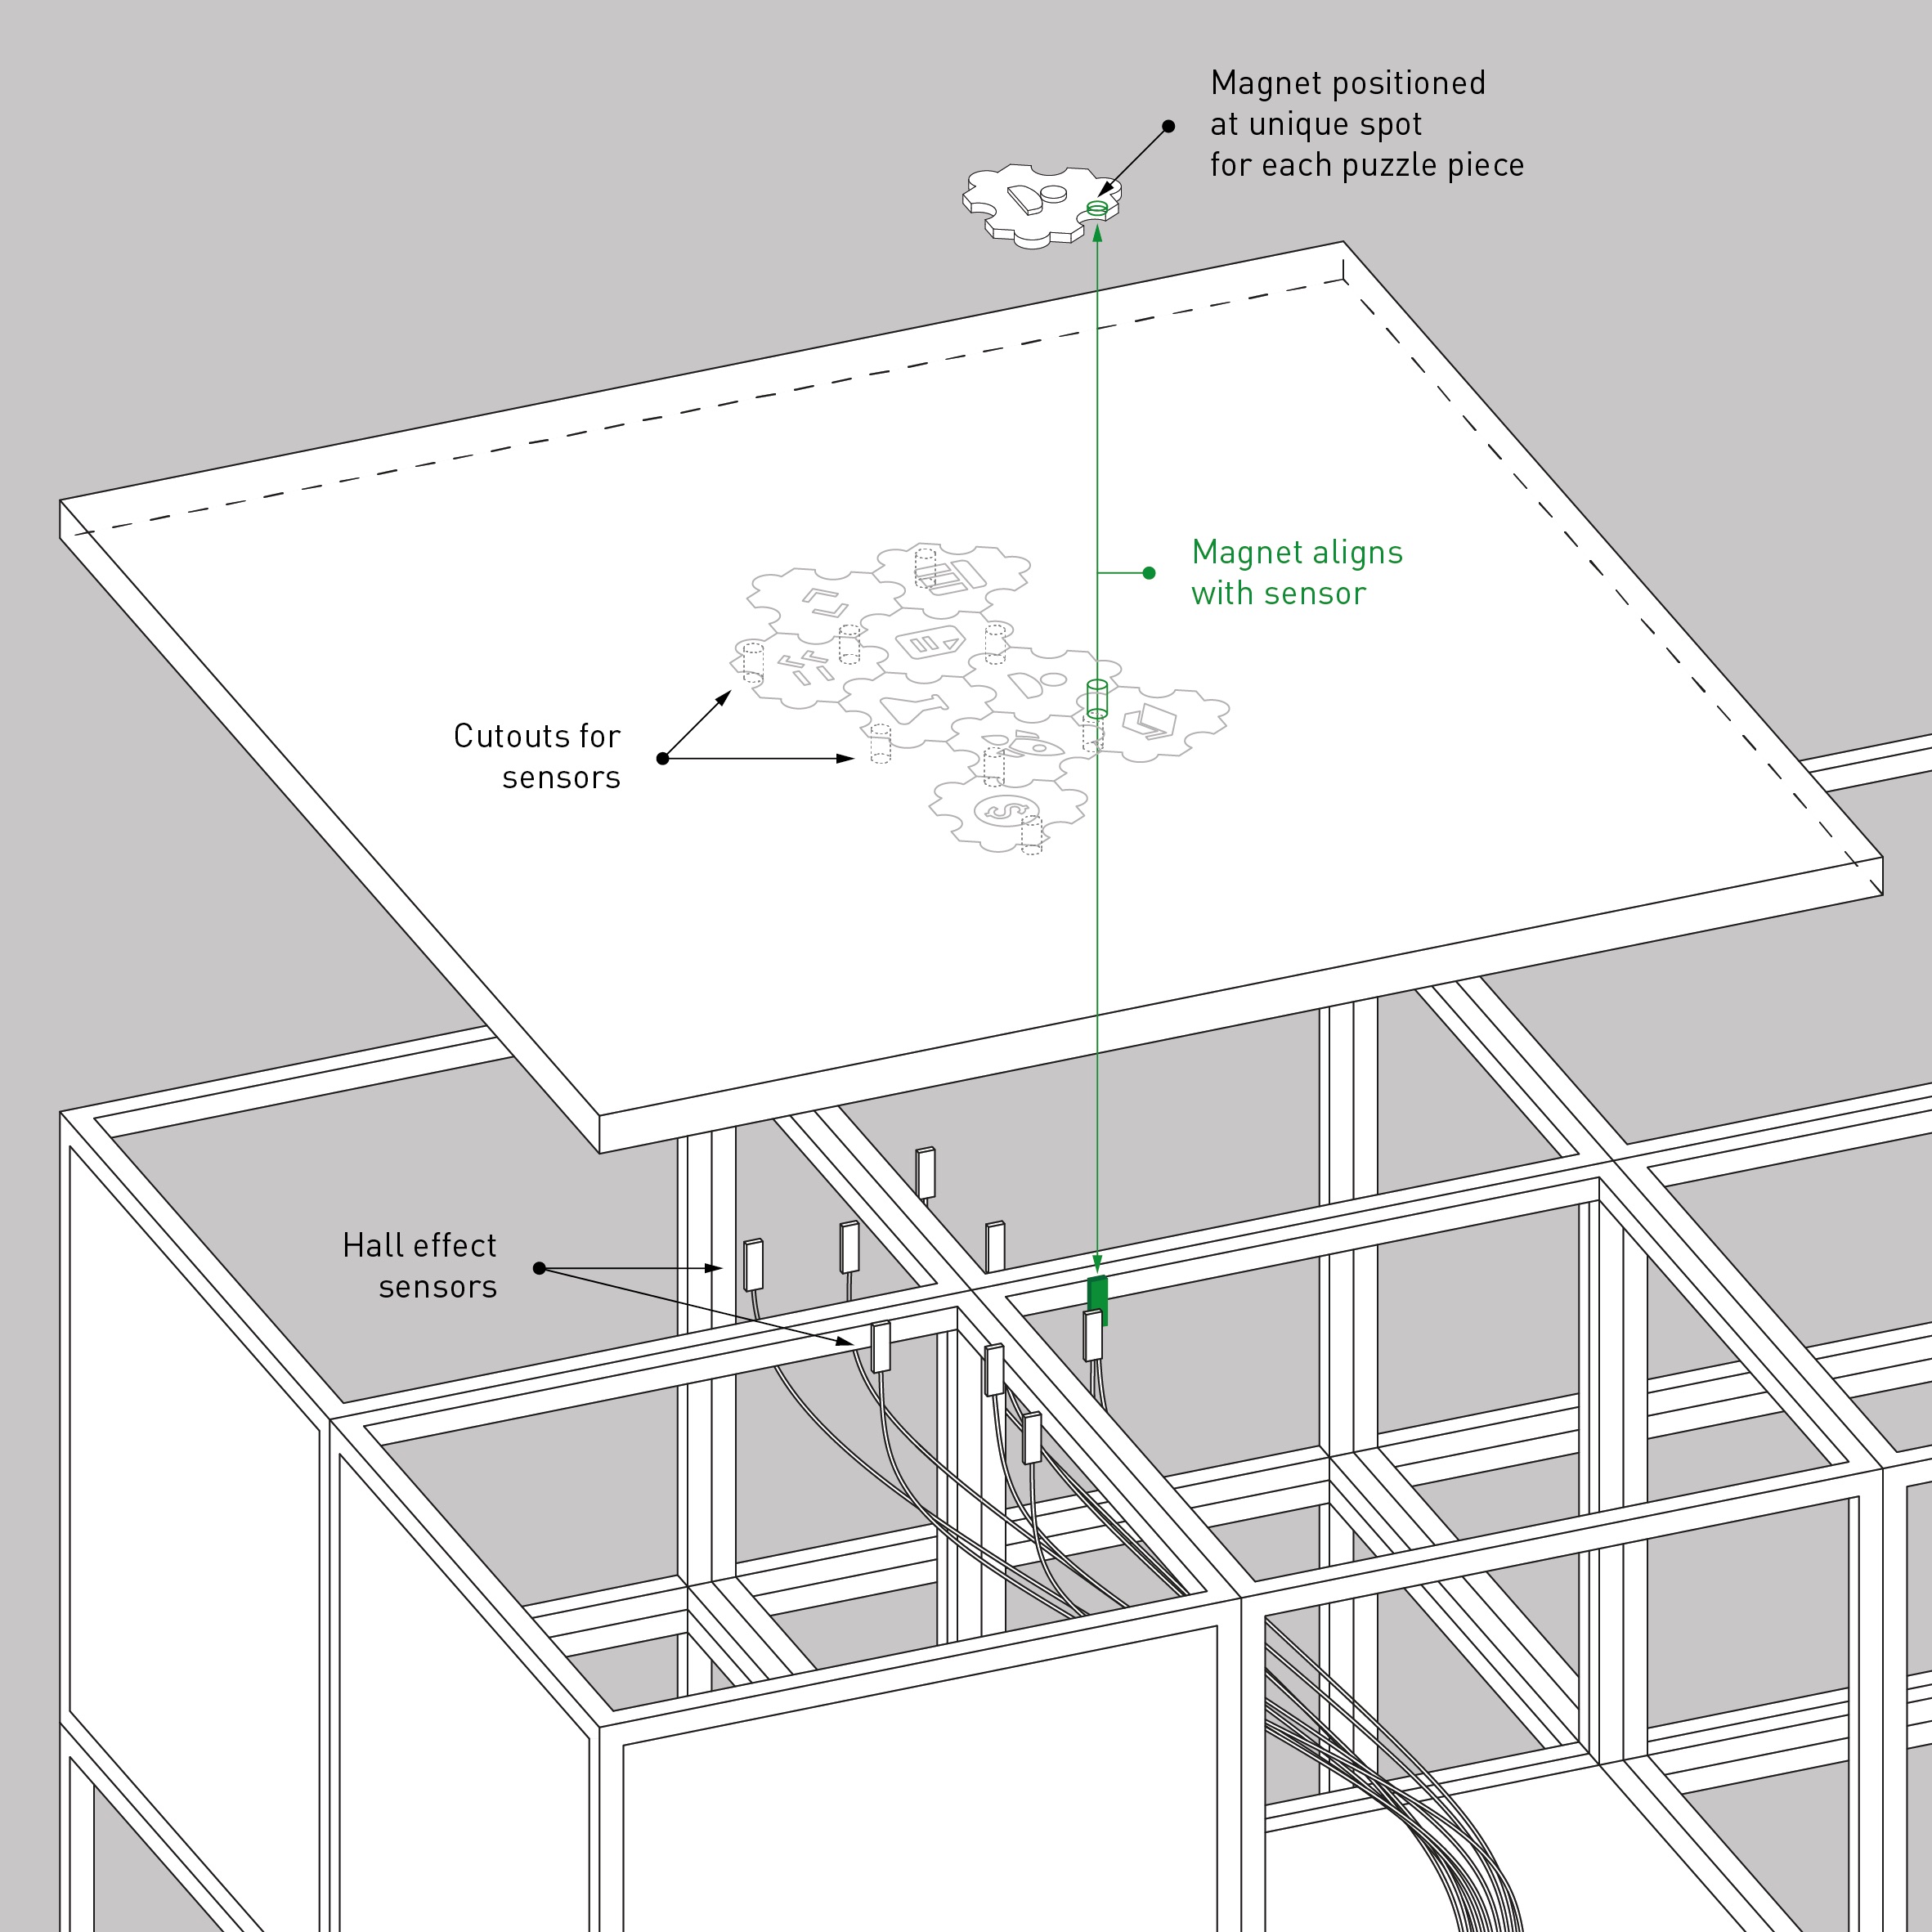 Magnet positioned
at unique spot
for each puzzle piece
Magnet aligns
with sensor
Cutouts for
sensors
$
Hall effect
sensors